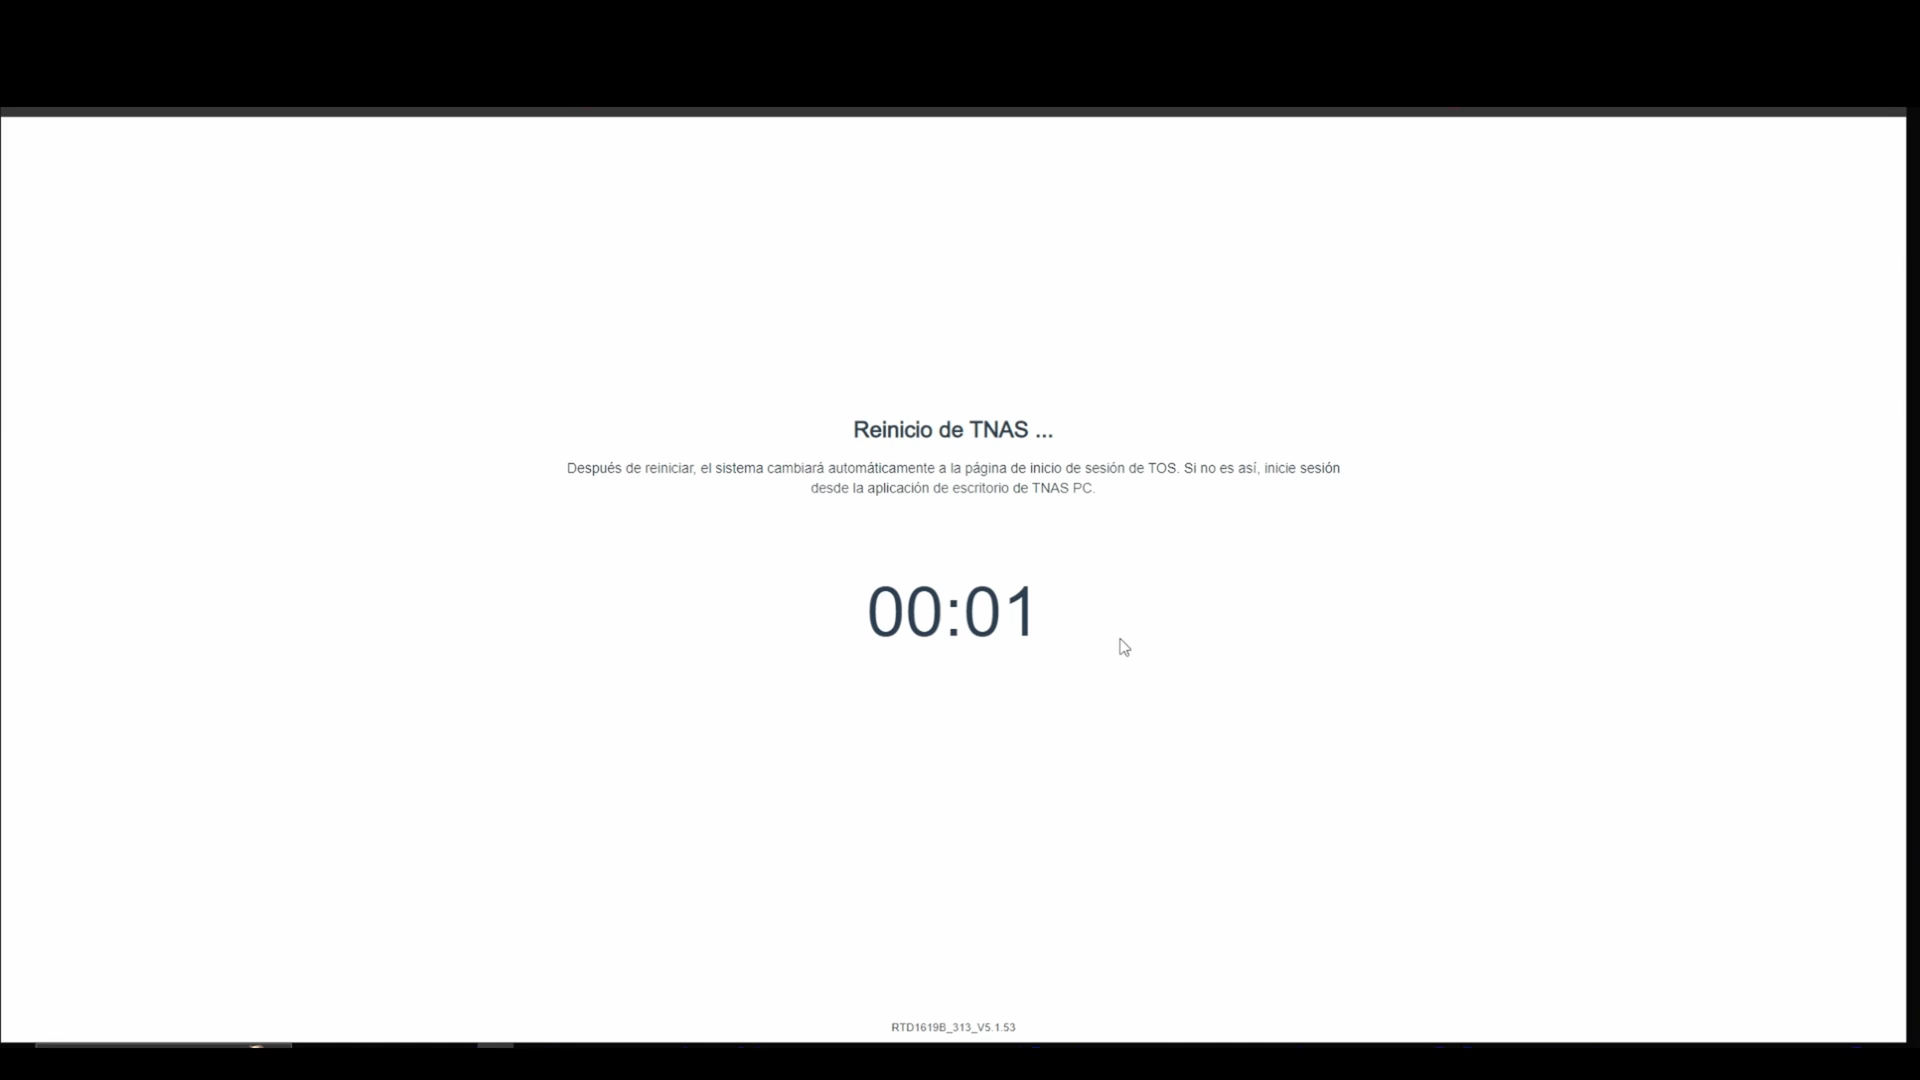 Reinicio de TNAS ...
Después de reiniciar, el sistema cambiará automáticamente a la página de inicio de sesión de TOS. Si no es así, inicie sesión
desde la aplicación de escritorio de TNAS PC.
00:01
RTD1619B_313_V5.1.53